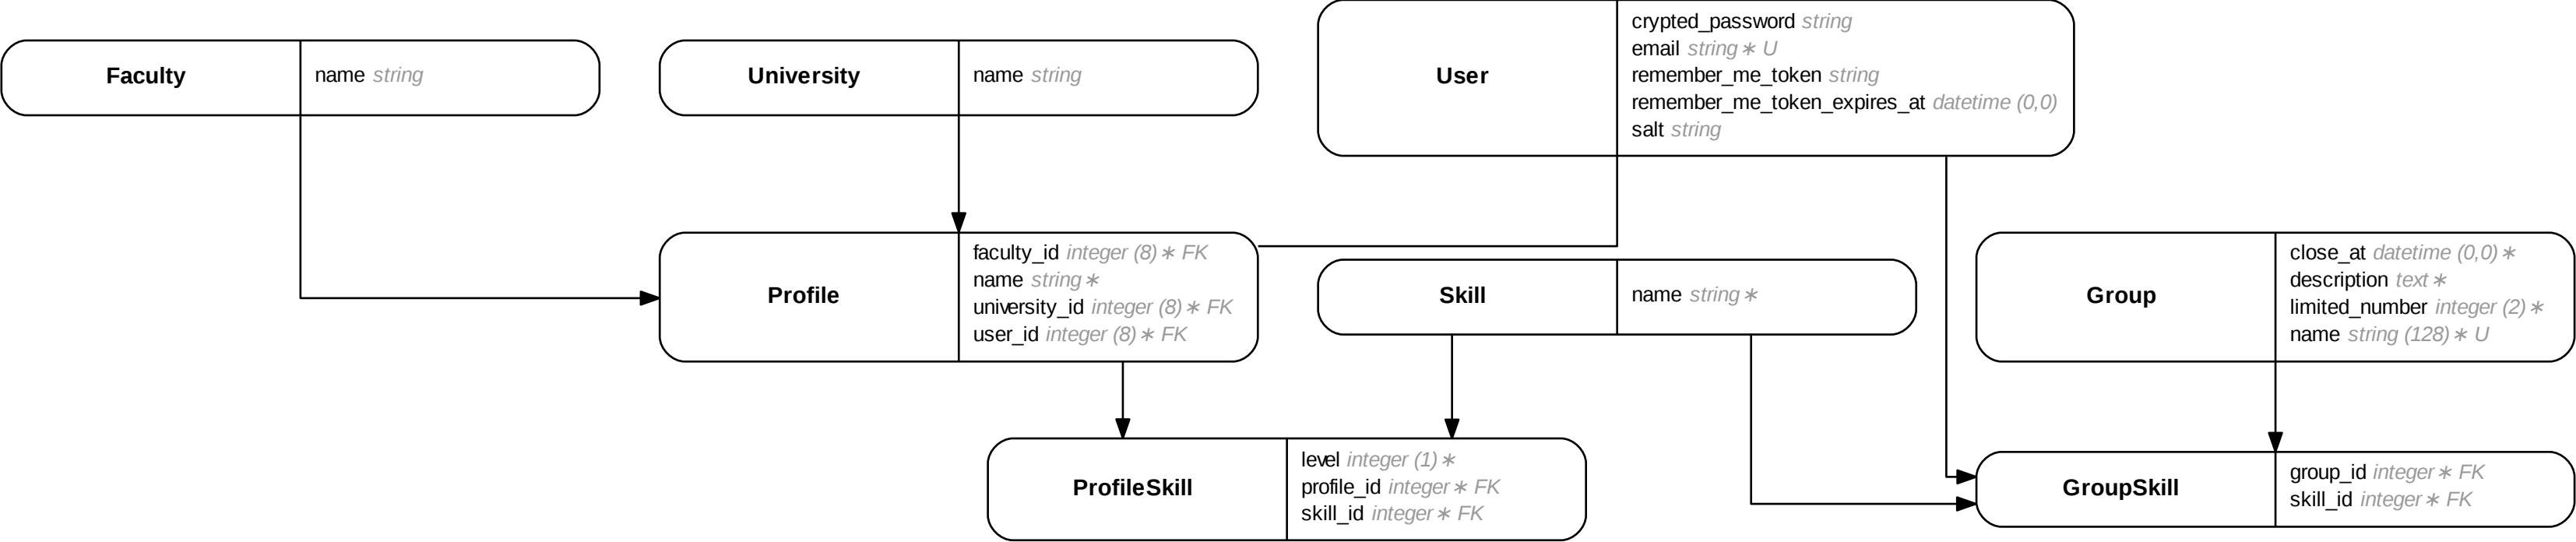 Faculty
name string
University
name string
User
crypted_password string
email string ∗ U
remember_me_token string
remember_me_token_expires_at datetime (0,0)
salt string
Profile
faculty_id integer (8) ∗ FK
name string ∗
university_id integer (8) ∗ FK
user_id integer (8) ∗ FK
Skill
name string ∗
Group
close_at datetime (0,0) ∗
description text ∗
limited_number integer (2) ∗
name string (128) ∗ U
ProfileSkill
level integer (1) ∗
profile_id integer ∗ FK
skill_id integer ∗ FK
GroupSkill
group_id integer ∗ FK
skill_id integer ∗ FK